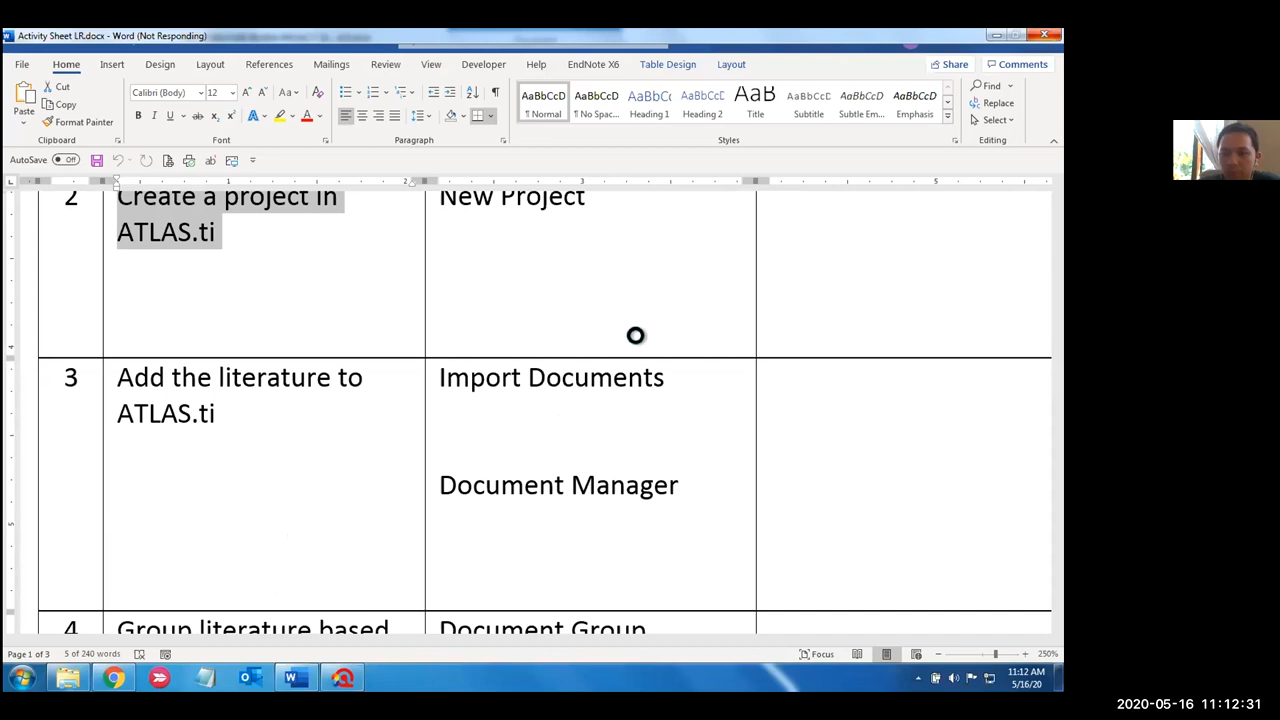 Activity Sheet LR.docx - Word (Not Responding)
File Home Insert Design Layout References Mailings Review View Developer Help EndNote X6 Table Design Layout Share Comments
Paste
Cut
Copy
Format Painter
Clipboard
Calibri (Body) 12
Font
Paragraph
AaBbCcD AaBbCcD AaBbCc AaBbCcD AaB AaBbCcD AaBbCcD AaBbCcD
¶ Normal ¶ No Spac... Heading 1 Heading 2 Title Subtitle Subtle Em... Emphasis
Styles
Find
Replace
Select
Editing
AutoSave Off
1 2 3 5
2 Create a project in New Project
ATLAS.ti
3 Add the literature to Import Documents
ATLAS.ti
Document Manager
4 Group literature based Document Group
Page 1 of 3 5 of 240 words Focus 250%
11:12 AM
5/16/20
2020-05-16 11:12:31